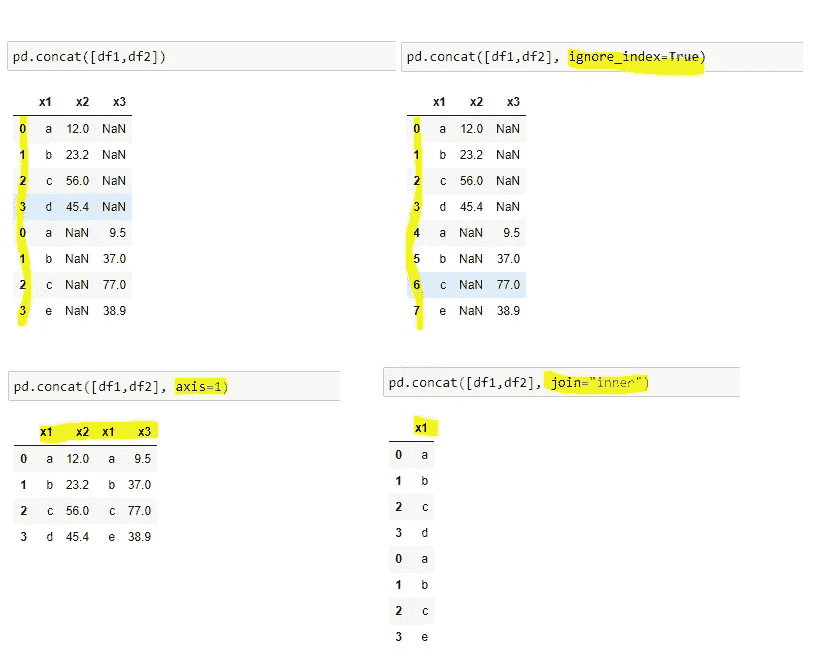 pd.concat([df1,df2])
x1 x2 x3
0 a 12.0 NaN
1 b 23.2 NaN
2 c 56.0 NaN
3 d 45.4 NaN
0 a NaN 9.5
1 b NaN 37.0
2 c NaN 77.0
3 e NaN 38.9
pd.concat([df1,df2], ignore_index=True)
x1 x2 x3
0 a 12.0 NaN
1 b 23.2 NaN
2 c 56.0 NaN
3 d 45.4 NaN
4 a NaN 9.5
5 b NaN 37.0
6 c NaN 77.0
7 e NaN 38.9
pd.concat([df1,df2], axis=1)
x1 x2 x1 x3
0 a 12.0 a 9.5
1 b 23.2 b 37.0
2 c 56.0 c 77.0
3 d 45.4 e 38.9
pd.concat([df1,df2], join="inner")
x1
0 a
1 b
2 c
3 d
0 a
1 b
2 c
3 e